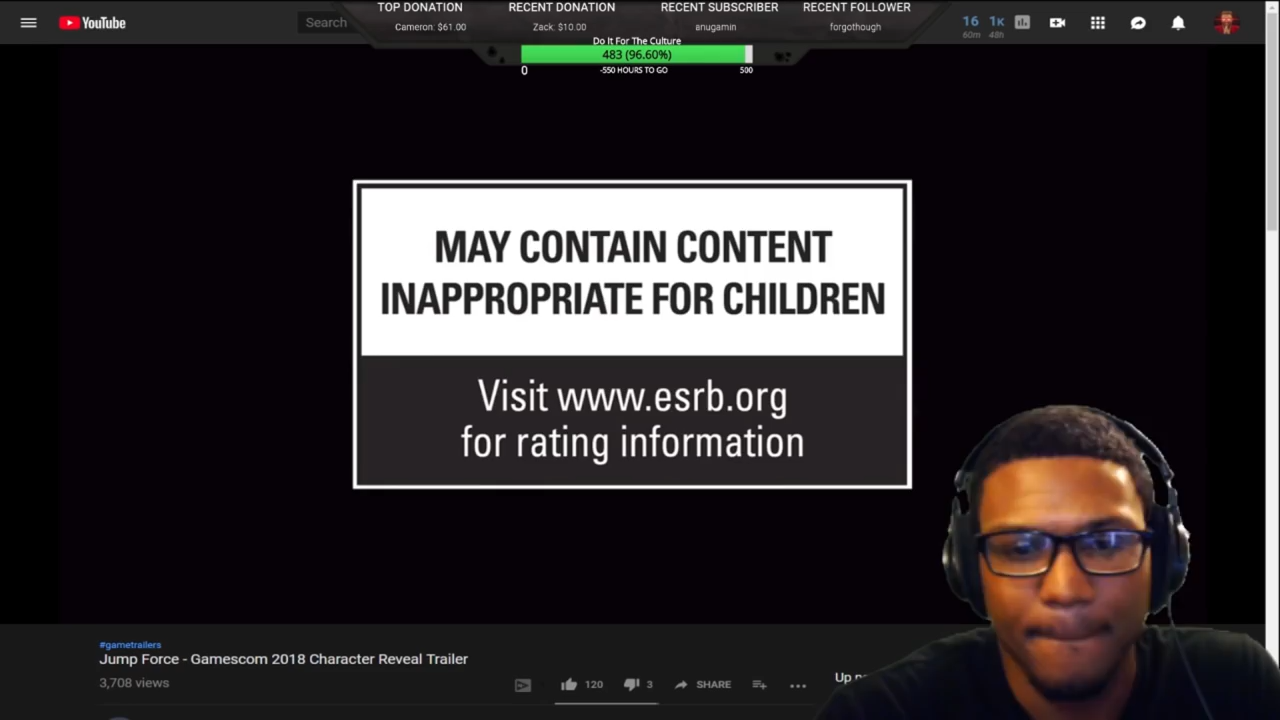 TOP DONATION
RECENT DONATION
RECENT SUBSCRIBER
RECENT FOLLOWER
Cameron: $61.00
Zack: $10.00
anugamin
forgothough
YouTube
Search
16
1K
60m
48h
Do It For The Culture
483 (96.60%)
0
-550 HOURS TO GO
500
MAY CONTAIN CONTENT
INAPPROPRIATE FOR CHILDREN
Visit www.esrb.org
for rating information
#gametrailers
Jump Force - Gamescom 2018 Character Reveal Trailer
3,708 views
120
3
SHARE
Up